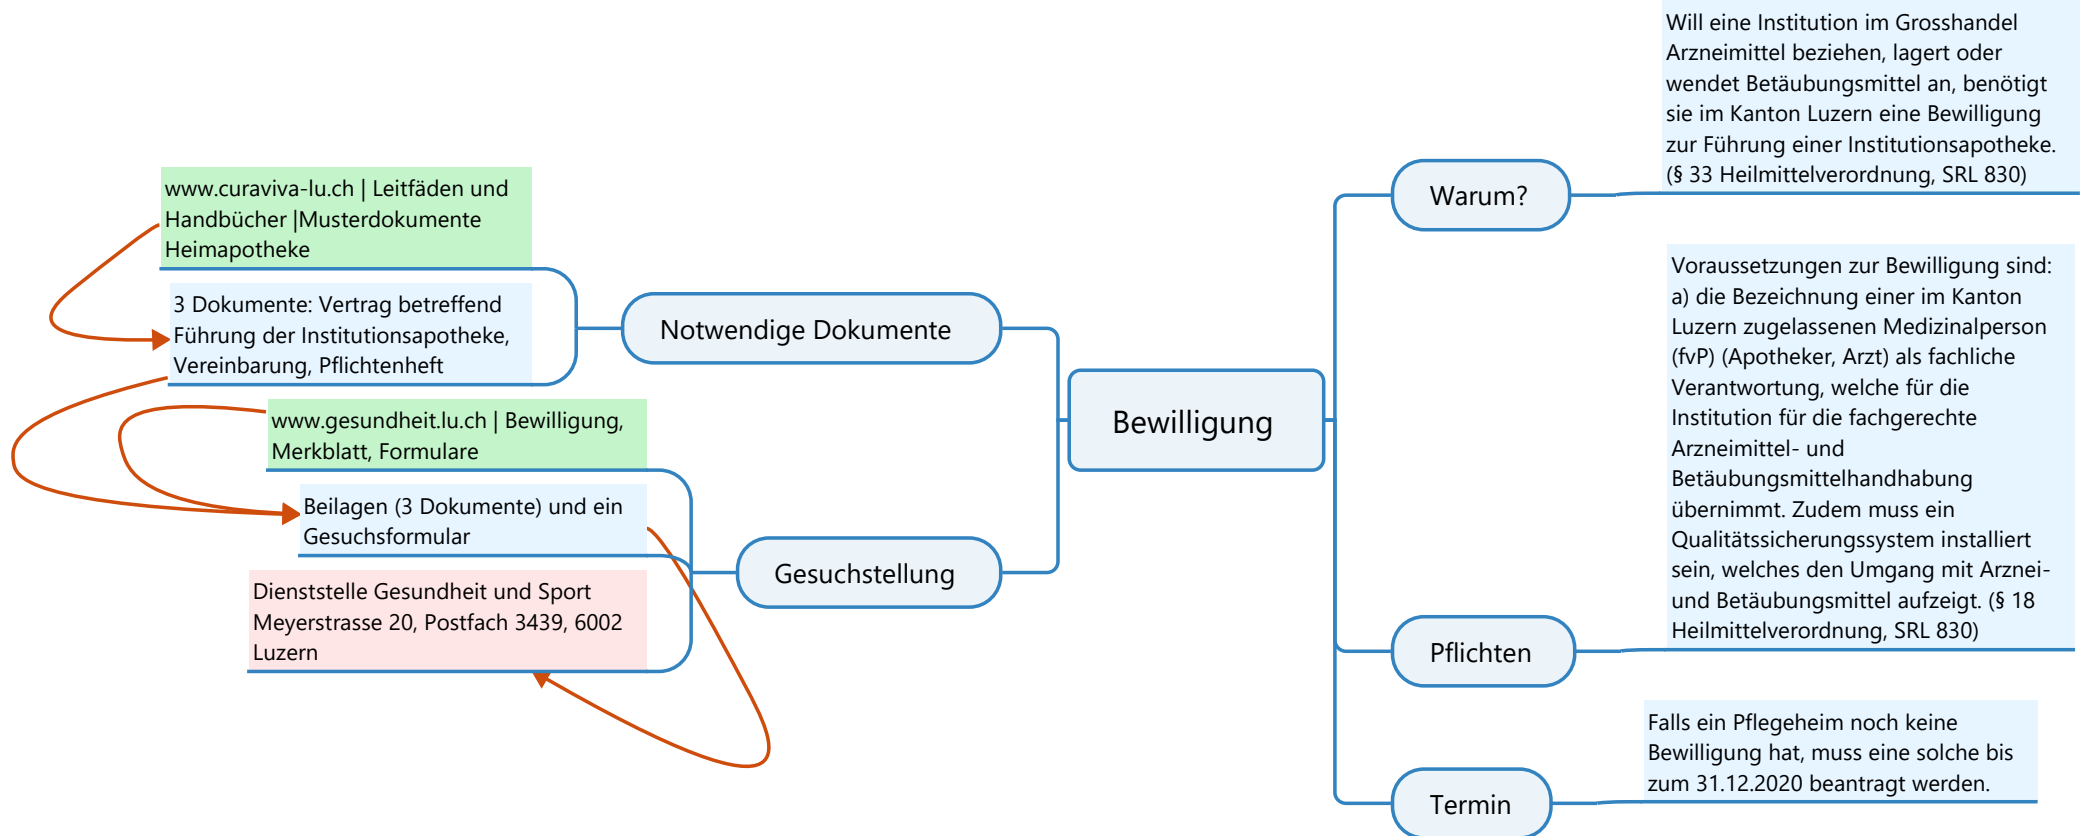 Bewilligung
Warum?
Will eine Institution im Grosshandel
Arzneimittel beziehen, lagert oder
wendet Betäubungsmittel an, benötigt
sie im Kanton Luzern eine Bewilligung
zur Führung einer Institutionsapotheke.
(§ 33 Heilmittelverordnung, SRL 830)
Pflichten
Voraussetzungen zur Bewilligung sind:
a) die Bezeichnung einer im Kanton
Luzern zugelassenen Medizinalperson
(fvP) (Apotheker, Arzt) als fachliche
Verantwortung, welche für die
Institution für die fachgerechte
Arzneimittel- und
Betäubungsmittelhandhabung
übernimmt. Zudem muss ein
Qualitätssicherungssystem installiert
sein, welches den Umgang mit Arznei-
und Betäubungsmittel aufzeigt. (§ 18
Heilmittelverordnung, SRL 830)
Termin
Falls ein Pflegeheim noch keine
Bewilligung hat, muss eine solche bis
zum 31.12.2020 beantragt werden.
Notwendige Dokumente
www.curaviva-lu.ch | Leitfäden und
Handbücher |Musterdokumente
Heimapotheke
3 Dokumente: Vertrag betreffend
Führung der Institutionsapotheke,
Vereinbarung, Pflichtenheft
Gesuchstellung
www.gesundheit.lu.ch | Bewilligung,
Merkblatt, Formulare
Beilagen (3 Dokumente) und ein
Gesuchsformular
Dienststelle Gesundheit und Sport
Meyerstrasse 20, Postfach 3439, 6002
Luzern